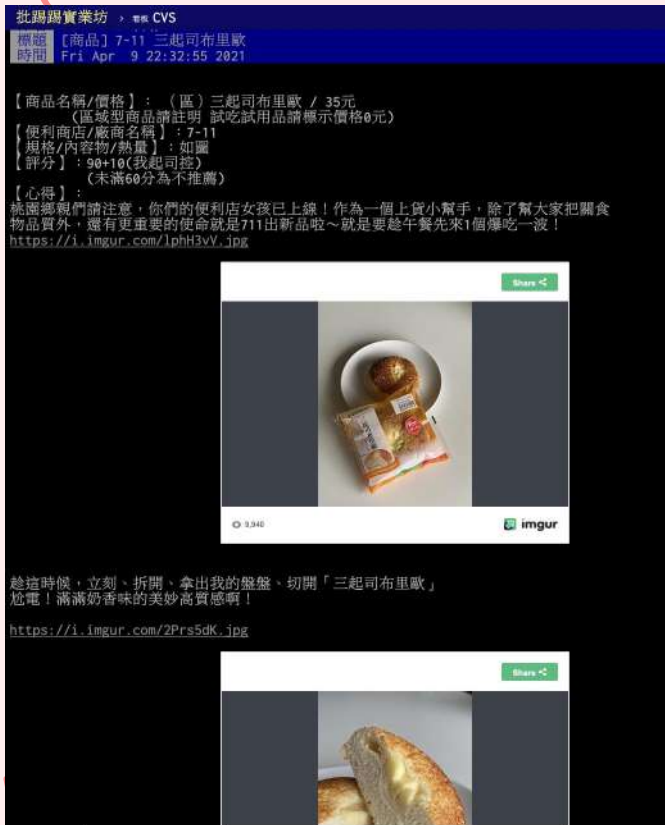 批踢踢實業坊 › 看板 CVS
標題 [商品] 7-11 三起司布里歐
時間 Fri Apr 9 22:32:55 2021
【商品名稱/價格】：（區）三起司布里歐 / 35元
(區域型商品請註明 試吃試用品請標示價格0元)
【便利商店/廠商名稱】：7-11
【規格/內容物/熱量】：如圖
【評分】：90+10(我起司控)
(未滿60分為不推薦)
【心得】：
桃園鄉親們請注意，你們的便利店女孩已上線！作為一個上貨小幫手，除了幫大家把關食
物品質外，還有更重要的使命就是711出新品啦～就是要趁午餐先來1個爆吃一波！
https://i.imgur.com/lphH3vV.jpg
Share
9,940
imgur
趁這時候，立刻、拆開、拿出我的盤盤、切開「三起司布里歐」
尬電！滿滿奶香味的美妙高質感啊！
https://i.imgur.com/2Prs5dK.jpg
Share